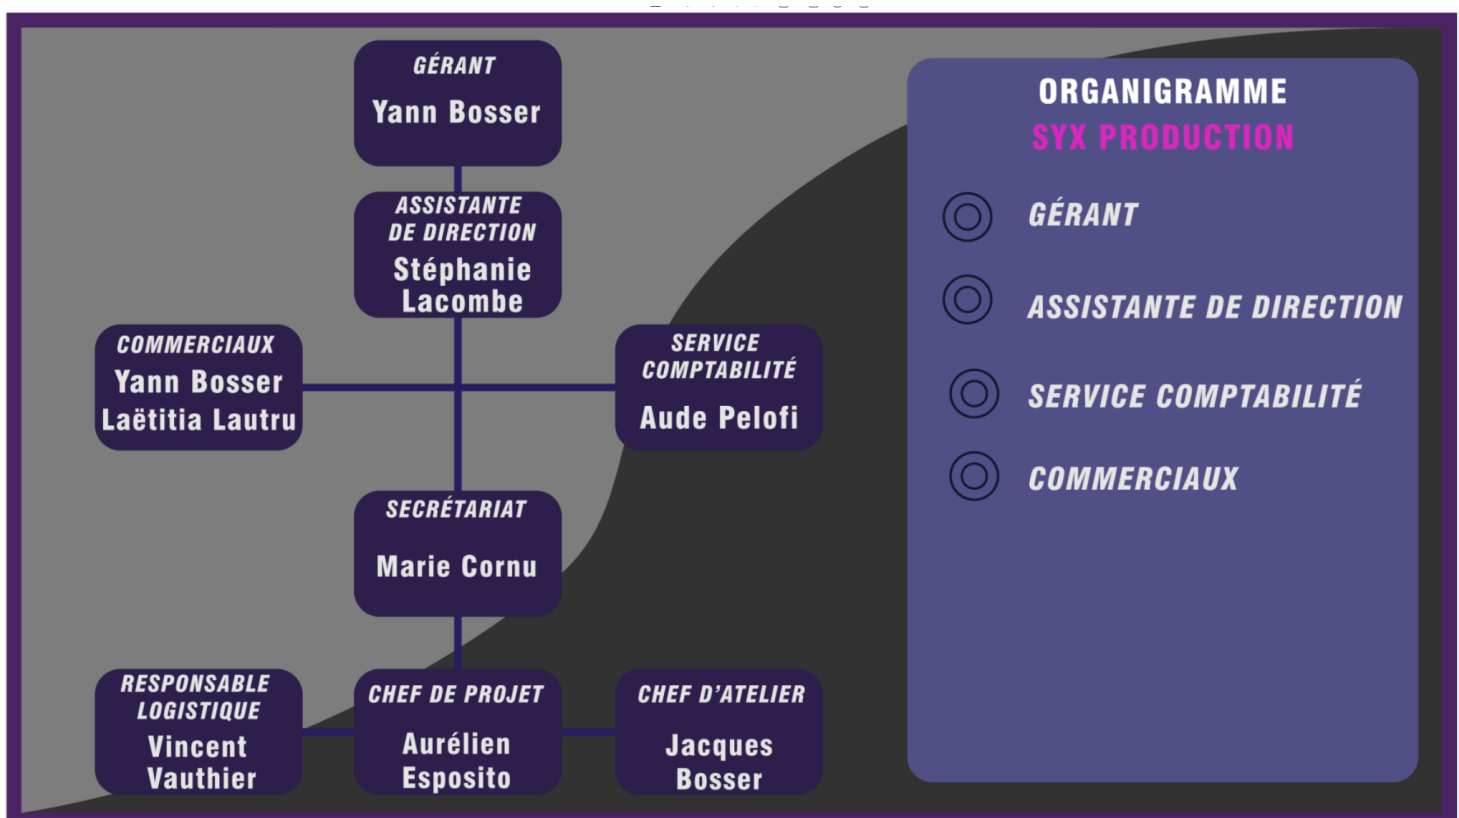 GÉRANT
Yann Bosser
ASSISTANTE
DE DIRECTION
Stéphanie
Lacombe
COMMERCIAUX
Yann Bosser
Laëtitia Lautru
SERVICE
COMPTABILITÉ
Aude Pelofi
SECRÉTARIAT
Marie Cornu
RESPONSABLE
LOGISTIQUE
Vincent
Vauthier
CHEF DE PROJET
Aurélien
Esposito
CHEF D’ATELIER
Jacques
Bosser
ORGANIGRAMME
SYX PRODUCTION
GÉRANT
ASSISTANTE DE DIRECTION
SERVICE COMPTABILITÉ
COMMERCIAUX